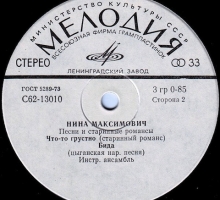 МИНИСТЕРСТВО КУЛЬТУРЫ СССР
МЕЛОДИЯ
ВСЕСОЮЗНАЯ ФИРМА ГРАМПЛАСТИНОК
СТЕРЕО 33
ЛЕНИНГРАДСКИЙ ЗАВОД
ГОСТ 5289-73
С62-13010
3 гр 0-85
Сторона 2
НИНА МАКСИМОВИЧ
Песни и старинные романсы
Что-то грустно (старинный романс)
Бида
(цыганская нар. песня)
Инстр. ансамбль